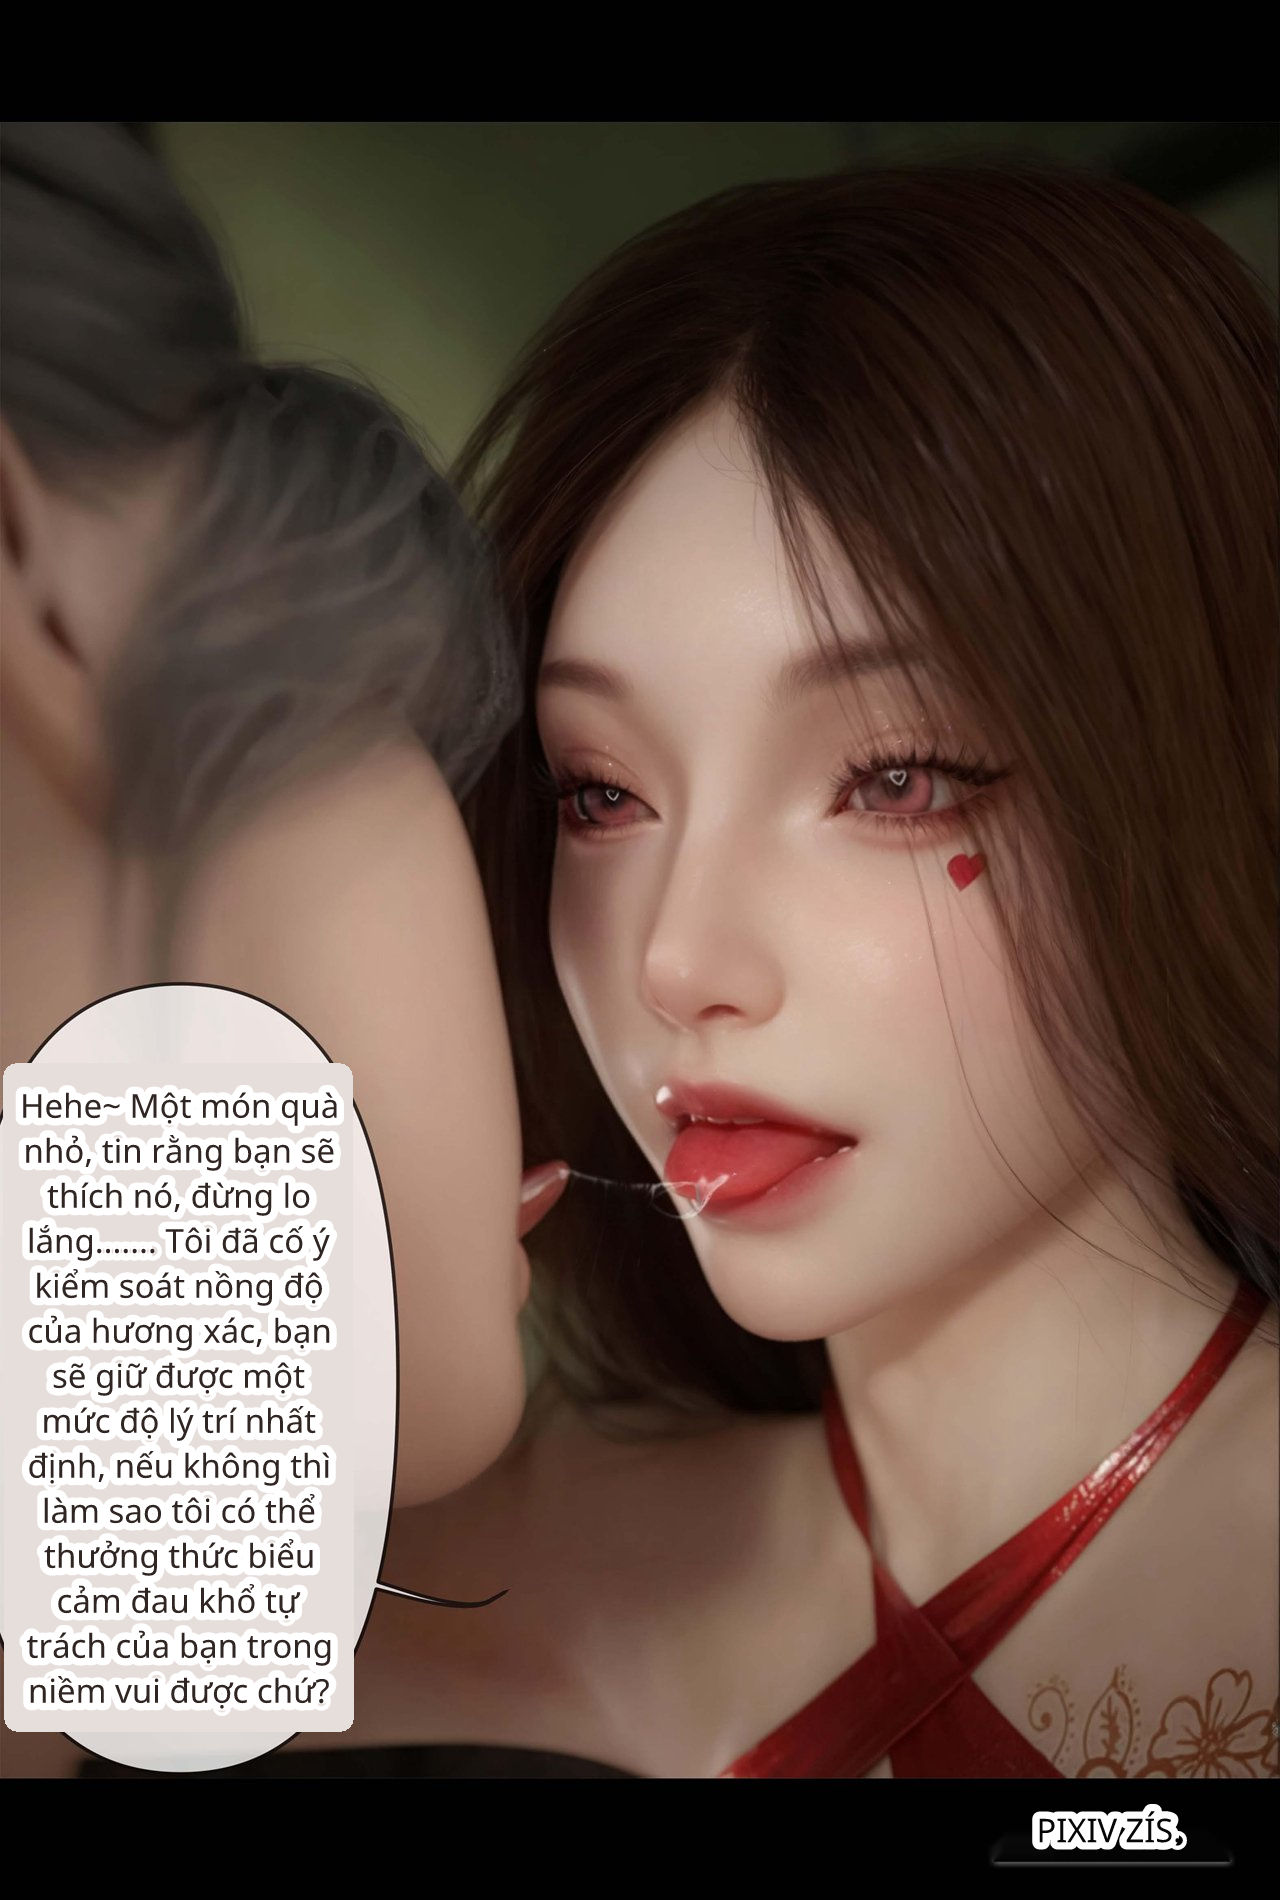 Hehe~ Một món quà
nhỏ, tin rằng bạn sẽ
thích nó, đừng lo
lắng....... Tôi đã cố ý
kiểm soát nồng độ
của hương xác, bạn
sẽ giữ được một
mức độ lý trí nhất
định, nếu không thì
làm sao tôi có thể
thưởng thức biểu
cảm đau khổ tự
trách của bạn trong
niềm vui được chứ?
PIXIV ZÍS,